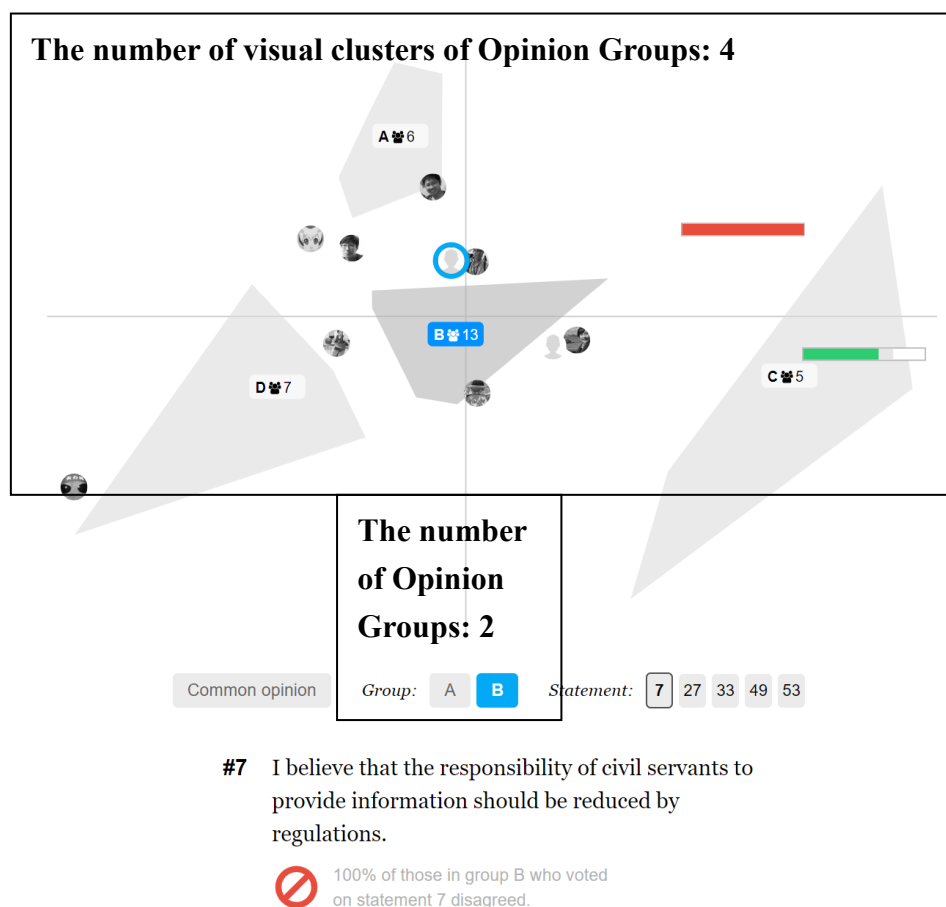 The number of visual clusters of Opinion Groups: 4
A 6
B 13
C 5
D 7
The number
of Opinion
Groups: 2
Common opinion Group: A B Statement: 7 27 33 49 53
#7 I believe that the responsibility of civil servants to
provide information should be reduced by
regulations.
100% of those in group B who voted
on statement 7 disagreed.